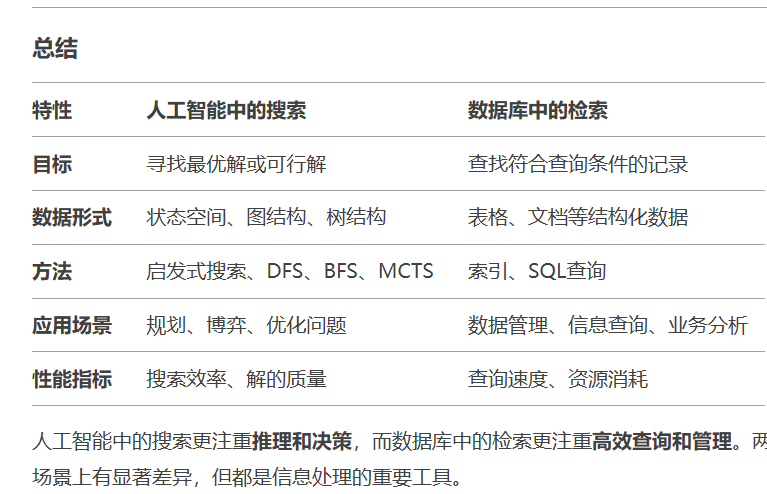 总结
特性 人工智能中的搜索 数据库中的检索
目标 寻找最优解或可行解 查找符合查询条件的记录
数据形式 状态空间、图结构、树结构 表格、文档等结构化数据
方法 启发式搜索、DFS、BFS、MCTS 索引、SQL查询
应用场景 规划、博弈、优化问题 数据管理、信息查询、业务分析
性能指标 搜索效率、解的质量 查询速度、资源消耗
人工智能中的搜索更注重推理和决策，而数据库中的检索更注重高效查询和管理。
场景上有显著差异，但都是信息处理的重要工具。